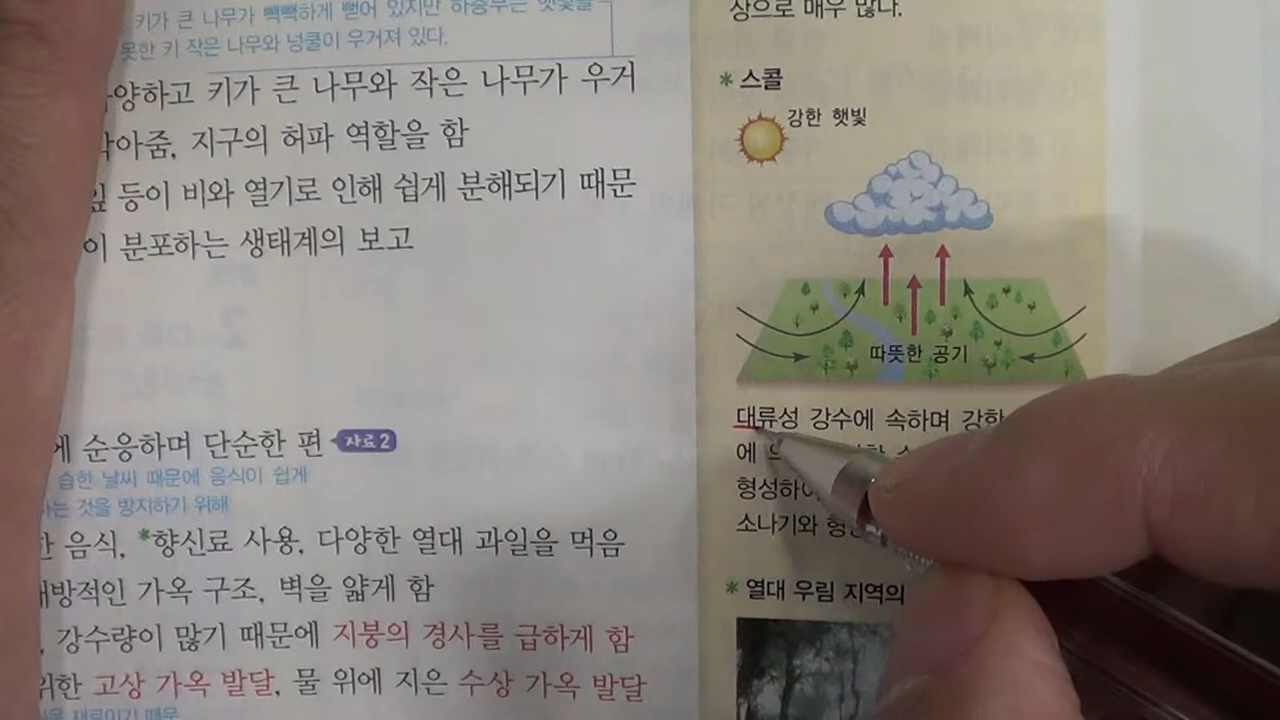 키가 큰 나무가 빽빽하게 뻗어 있지만 하층부는 햇빛을
못한 키 작은 나무와 넝쿨이 우거져 있다.
양하고 키가 큰 나무와 작은 나무가 우거
아줌, 지구의 허파 역할을 함
잎 등이 비와 열기로 인해 쉽게 분해되기 때문
이 분포하는 생태계의 보고
에 순응하며 단순한 편 자료2
습한 날씨 때문에 음식이 쉽게
하는 것을 방지하기 위해
한 음식, *향신료 사용, 다양한 열대 과일을 먹음
개방적인 가옥 구조, 벽을 얇게 함
, 강수량이 많기 때문에 지붕의 경사를 급하게 함
위한 고상 가옥 발달, 물 위에 지은 수상 가옥 발달
재료이기 때문
상으로 매우 많다.
* 스콜
강한 햇빛
따뜻한 공기
대류성 강수에 속하며 강한
에
형성하여
소나기와
* 열대 우림 지역의